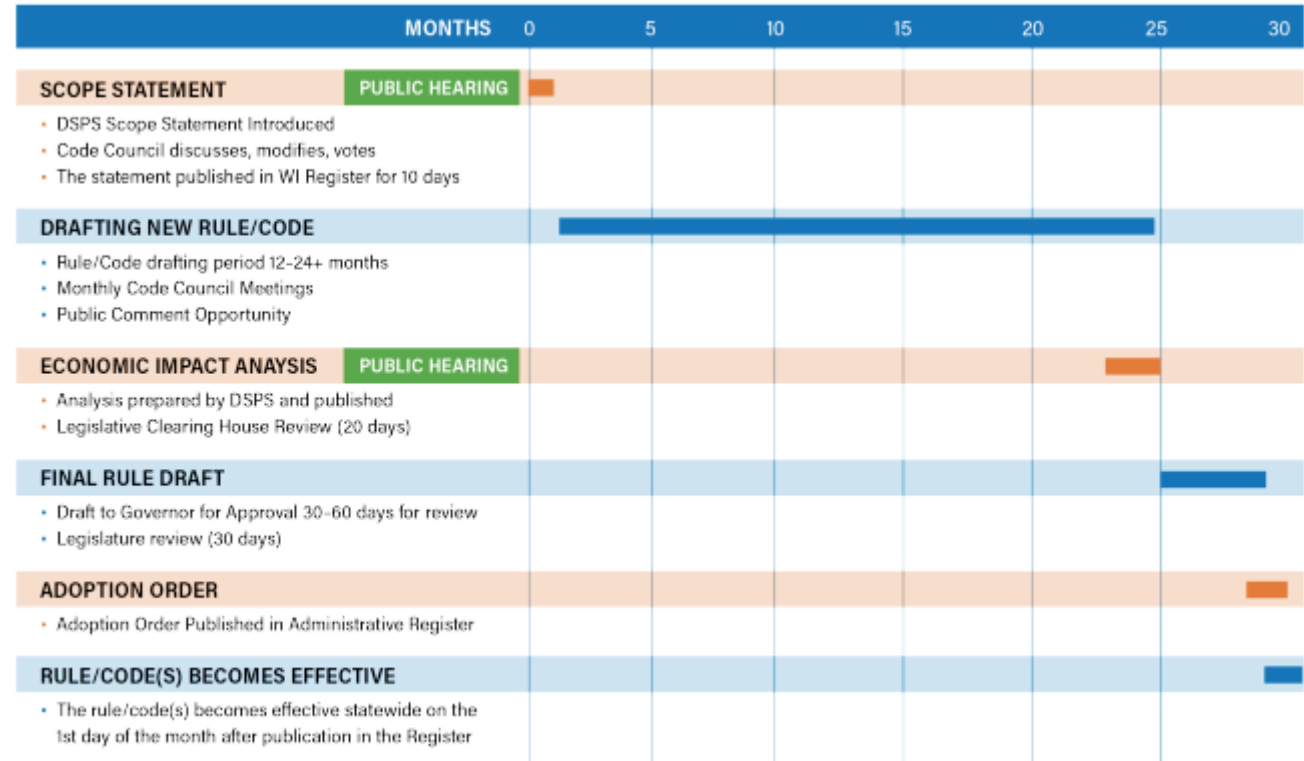 MONTHS 0 5 10 15 20 25 30
SCOPE STATEMENT PUBLIC HEARING
• DSPS Scope Statement Introduced
• Code Council discusses, modifies, votes
• The statement published in WI Register for 10 days
DRAFTING NEW RULE/CODE
• Rule/Code drafting period 12-24+ months
• Monthly Code Council Meetings
• Public Comment Opportunity
ECONOMIC IMPACT ANAYSIS PUBLIC HEARING
• Analysis prepared by DSPS and published
• Legislative Clearing House Review (20 days)
FINAL RULE DRAFT
• Draft to Governor for Approval 30-60 days for review
• Legislature review (30 days)
ADOPTION ORDER
• Adoption Order Published in Administrative Register
RULE/CODE(S) BECOMES EFFECTIVE
• The rule/code(s) becomes effective statewide on the
1st day of the month after publication in the Register